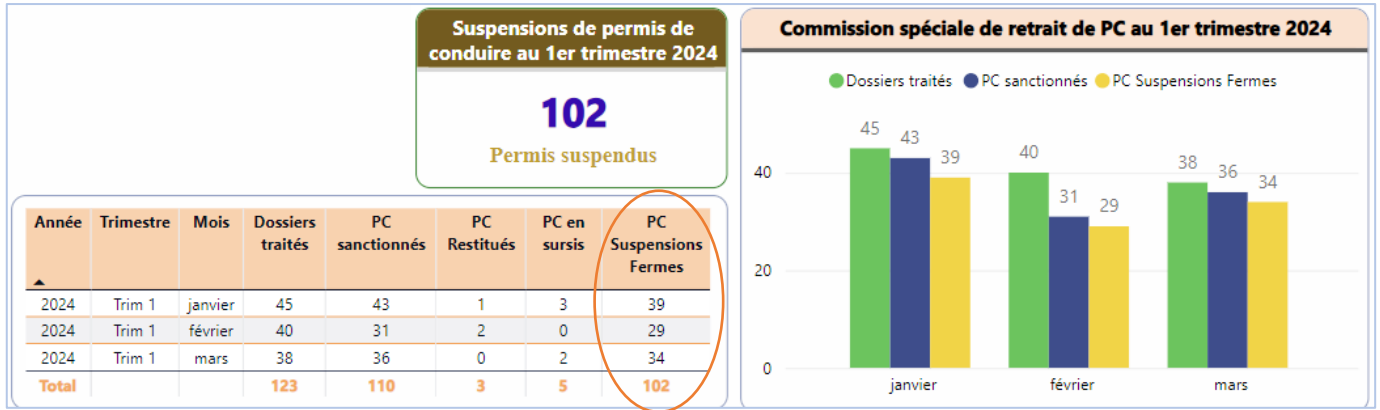 Suspensions de permis de
conduire au 1er trimestre 2024
102
Permis suspendus
Année Trimestre Mois Dossiers traités PC sanctionnés PC Restitués PC en sursis PC Suspensions Fermes
2024 Trim 1 janvier 45 43 1 3 39
2024 Trim 1 février 40 31 2 0 29
2024 Trim 1 mars 38 36 0 2 34
Total 123 110 3 5 102
Commission spéciale de retrait de PC au 1er trimestre 2024
Dossiers traités PC sanctionnés PC Suspensions Fermes
45 43 39 40 31 29 38 36 34
40
20
0
janvier février mars